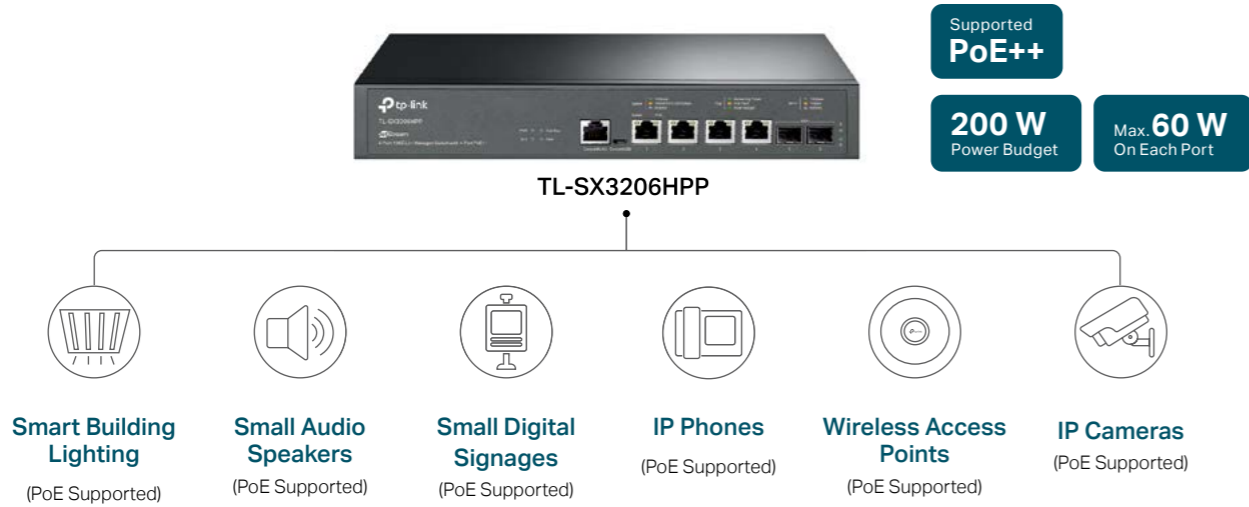 Supported
PoE++
200 W
Power Budget
Max. 60 W
On Each Port
tp-link
TL-SX3206HPP
TL-SX3206HPP
Smart Building
Lighting
(PoE Supported)
Small Audio
Speakers
(PoE Supported)
Small Digital
Signages
(PoE Supported)
IP Phones
(PoE Supported)
Wireless Access
Points
(PoE Supported)
IP Cameras
(PoE Supported)